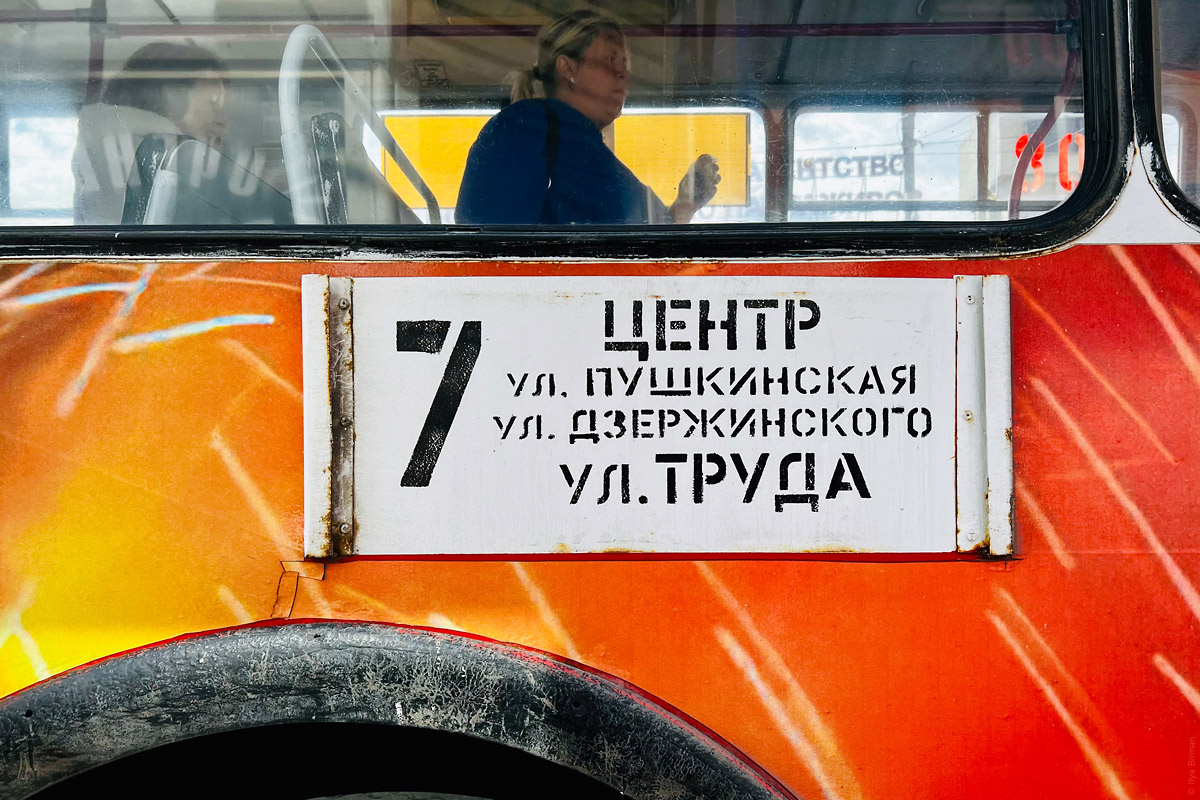 7
ЦЕНТР
ул. ПУШКИНСКАЯ
ул. ДЗЕРЖИНСКОГО
ул. ТРУДА